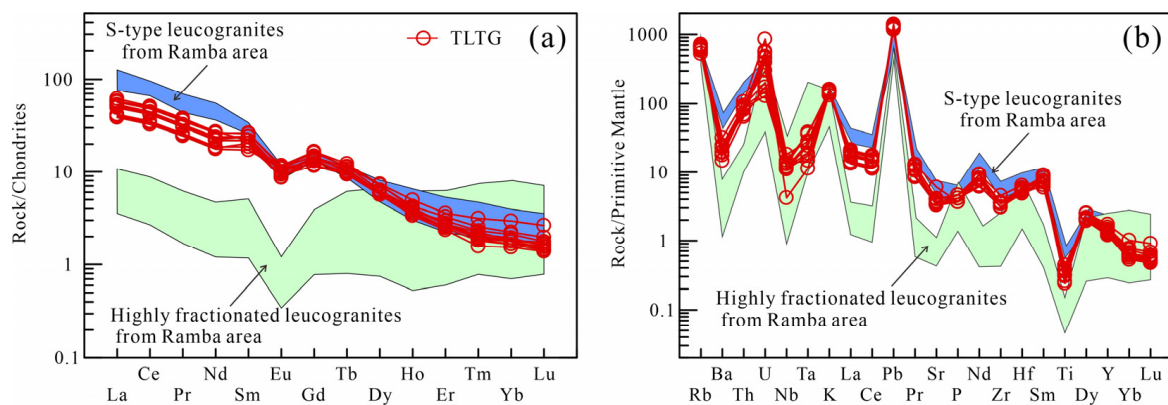 (a)
S-type leucogranites
from Ramba area
TLTG
Highly fractionated leucogranites
from Ramba area
Rock/Chondrites
100
10
1
0.1
Ce Nd Eu Tb Ho Tm Lu
La Pr Sm Gd Dy Er Yb
(b)
S-type leucogranites
from Ramba area
Highly fractionated leucogranites
from Ramba area
Rock/Primitive Mantle
1000
100
10
1
0.1
Ba U Ta La Pb Sr Nd Hf Ti Y Lu
Rb Th Nb K Ce Pr P Zr Sm Dy Yb